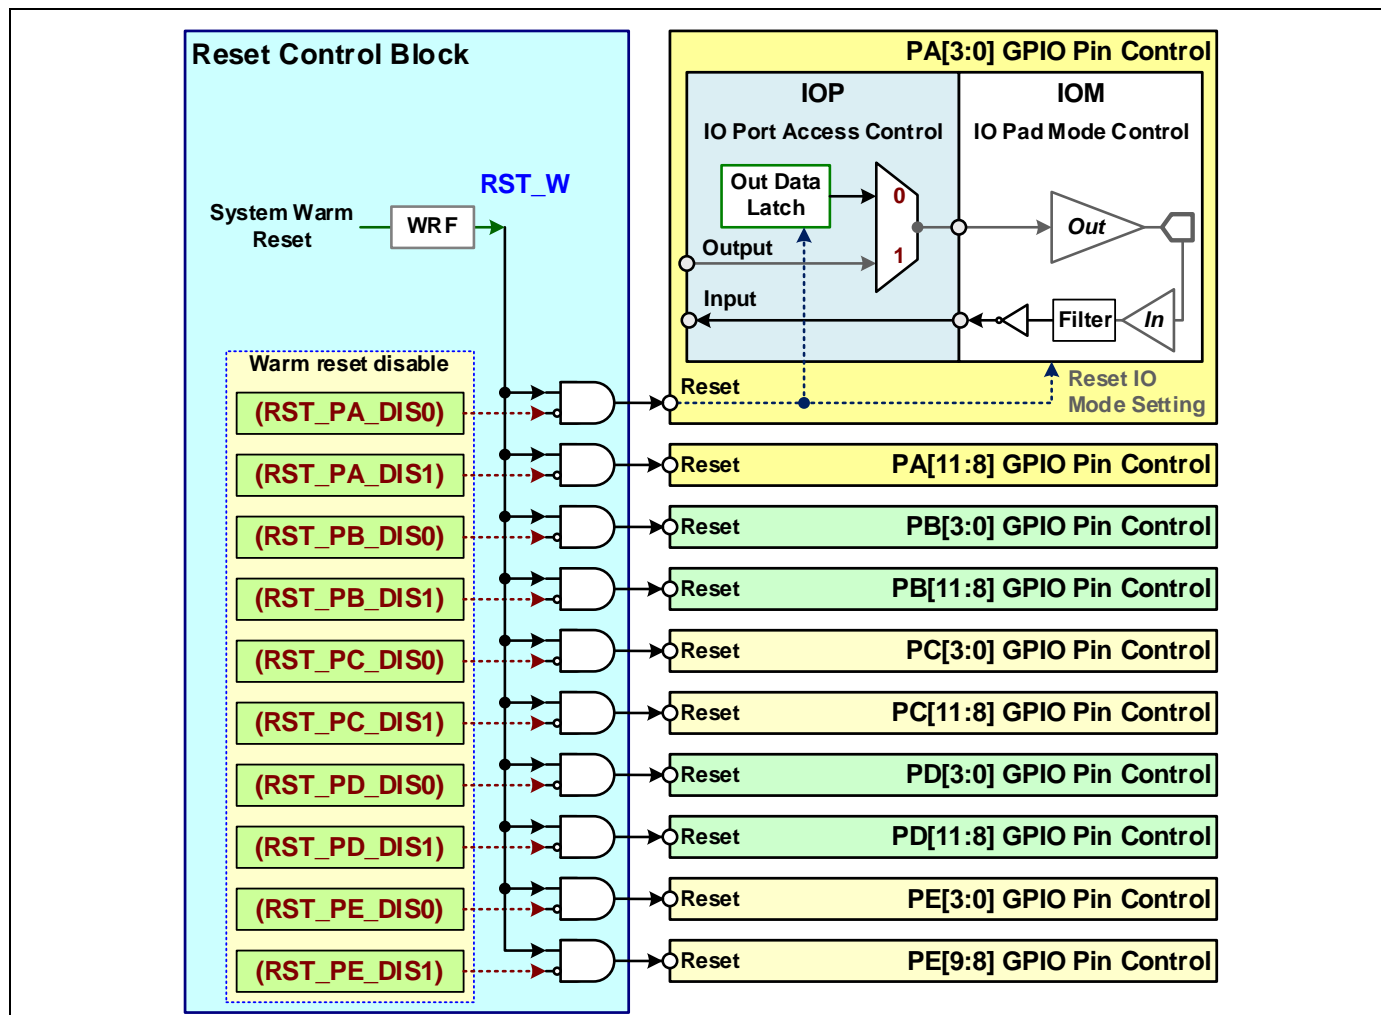 Reset Control Block
RST_W
System Warm
Reset
WRF
Warm reset disable
(RST_PA_DIS0)
(RST_PA_DIS1)
(RST_PB_DIS0)
(RST_PB_DIS1)
(RST_PC_DIS0)
(RST_PC_DIS1)
(RST_PD_DIS0)
(RST_PD_DIS1)
(RST_PE_DIS0)
(RST_PE_DIS1)
PA[3:0] GPIO Pin Control
IOP
IO Port Access Control
IOM
IO Pad Mode Control
Out Data
Latch
0
1
Output
Input
Out
In
Filter
Reset
Reset IO
Mode Setting
Reset PA[11:8] GPIO Pin Control
Reset PB[3:0] GPIO Pin Control
Reset PB[11:8] GPIO Pin Control
Reset PC[3:0] GPIO Pin Control
Reset PC[11:8] GPIO Pin Control
Reset PD[3:0] GPIO Pin Control
Reset PD[11:8] GPIO Pin Control
Reset PE[3:0] GPIO Pin Control
Reset PE[9:8] GPIO Pin Control